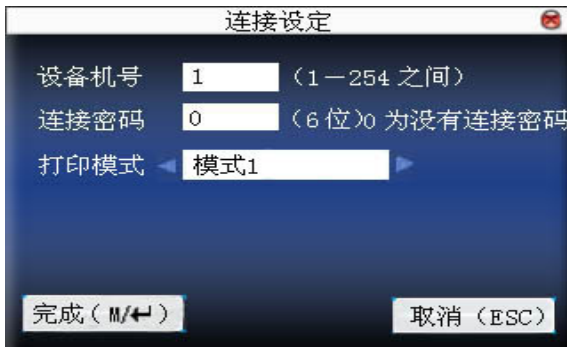 连接设定
设备机号 1 （1－254 之间）
连接密码 0 （6 位）0 为没有连接密码
打印模式 模式1
完成（M/↵） 取消（ESC）